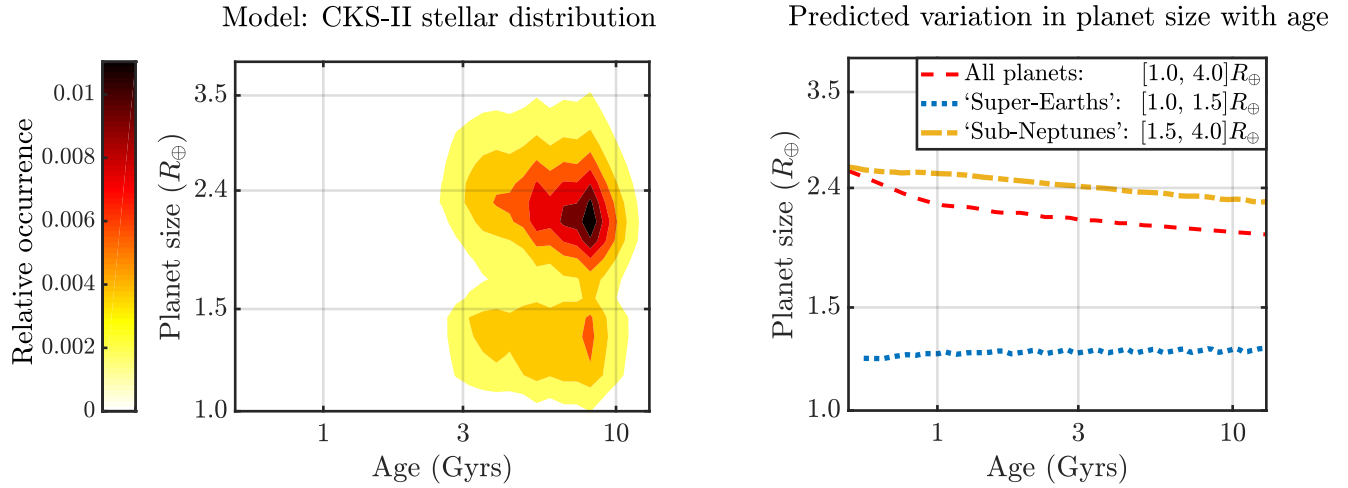 Model: CKS-II stellar distribution
Relative occurrence
0.01
0.008
0.006
0.004
0.002
0
Planet size (R⊕)
3.5
2.4
1.5
1.0
1
3
10
Age (Gyrs)
Predicted variation in planet size with age
All planets: [1.0, 4.0]R⊕
‘Super-Earths’: [1.0, 1.5]R⊕
‘Sub-Neptunes’: [1.5, 4.0]R⊕
Planet size (R⊕)
3.5
2.4
1.5
1.0
1
3
10
Age (Gyrs)